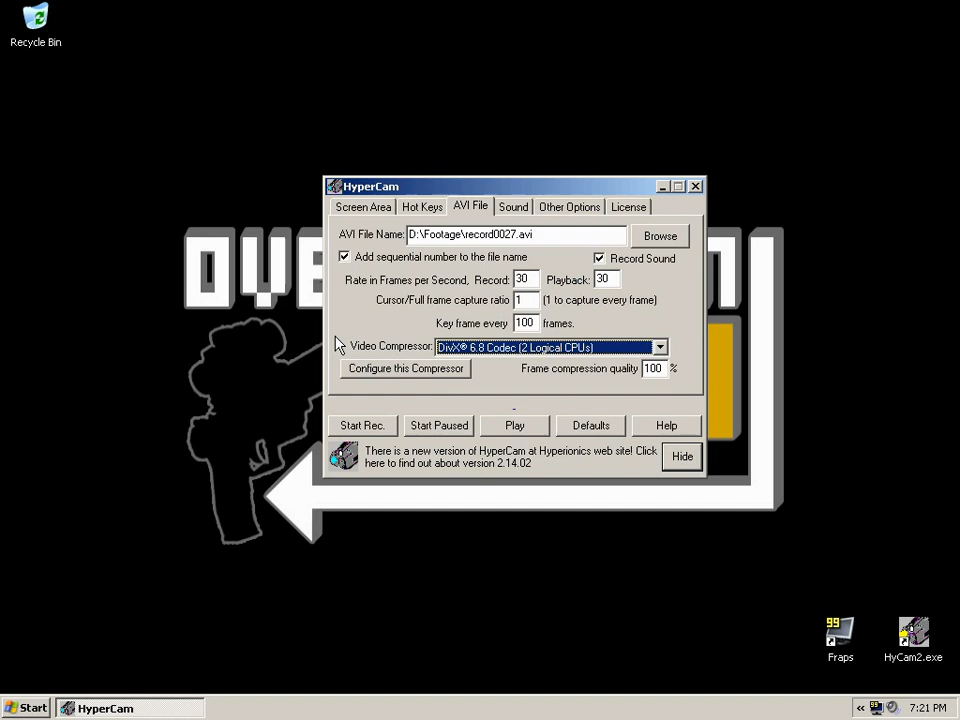 Recycle Bin
HyperCam
Screen Area Hot Keys AVI File Sound Other Options License
AVI File Name: D:\Footage\record0027.avi Browse
Add sequential number to the file name Record Sound
Rate in Frames per Second, Record: 30 Playback: 30
Cursor/Full frame capture ratio 1 (1 to capture every frame)
Key frame every 100 frames.
Video Compressor: DivX® 6.8 Codec (2 Logical CPUs)
Configure this Compressor Frame compression quality 100 %
Start Rec. Start Paused Play Defaults Help
There is a new version of HyperCam at Hyperionics web site! Click
here to find out about version 2.14.02
Hide
99
Fraps
HyCam2.exe
Start HyperCam « 7:21 PM